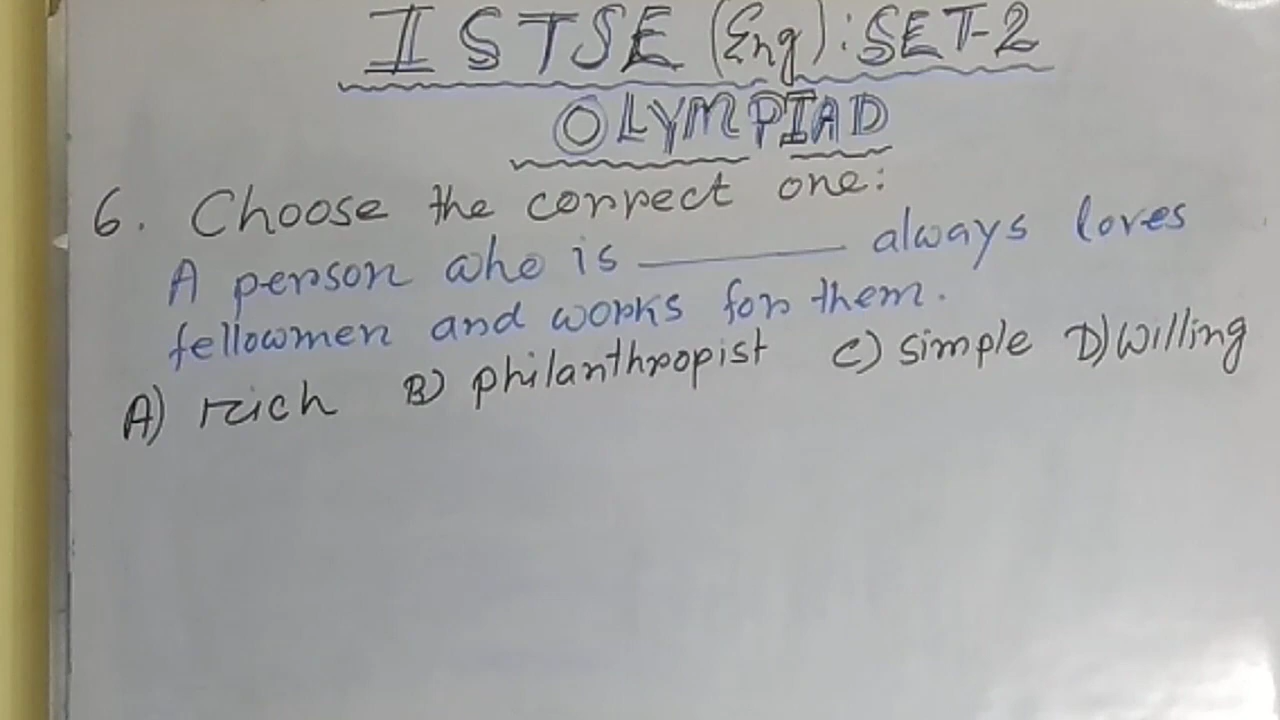 ISTSE (Eng): SET-2
OLYMPIAD
6. Choose the correct one:
A person who is ________ always loves
fellowmen and works for them.
A) rich B) philanthropist C) simple D) willing